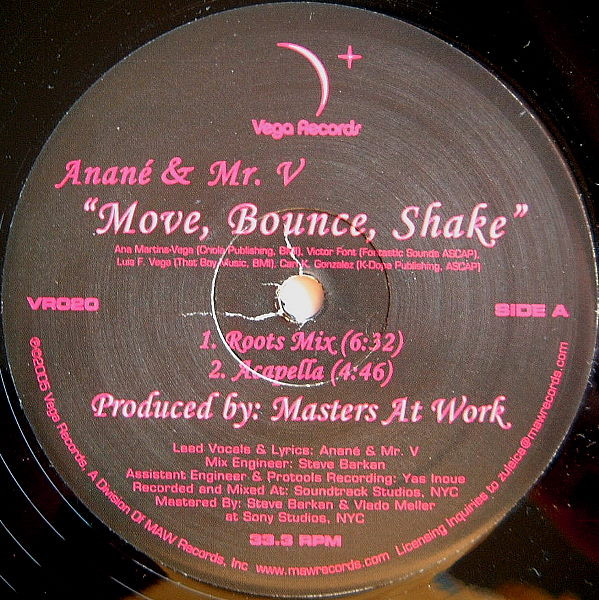 Vega Records
Anané & Mr. V
"Move, Bounce, Shake"
Ana Martins-Vega (Criola Publishing, BMI), Victor Font (Fontastic Sounds ASCAP),
Luis F. Vega (That Boy Music, BMI), Carl K. Gonzalez (K-Dope Publishing, ASCAP)
VR020
SIDE A
1. Roots Mix (6:32)
2. Acapella (4:46)
Produced by: Masters At Work
Lead Vocals & Lyrics: Anané & Mr. V
Mix Engineer: Steve Barkan
Assistant Engineer & Protools Recording: Yas Inoue
Recorded and Mixed At: Soundtrack Studios, NYC
Mastered By: Steve Barkan & Vlado Meller
at Sony Studios, NYC
33.3 RPM
℗©2005 Vega Records, A Division Of MAW Records, Inc www.mawrecords.com Licensing Inquiries to zuleica@mawrecords.com